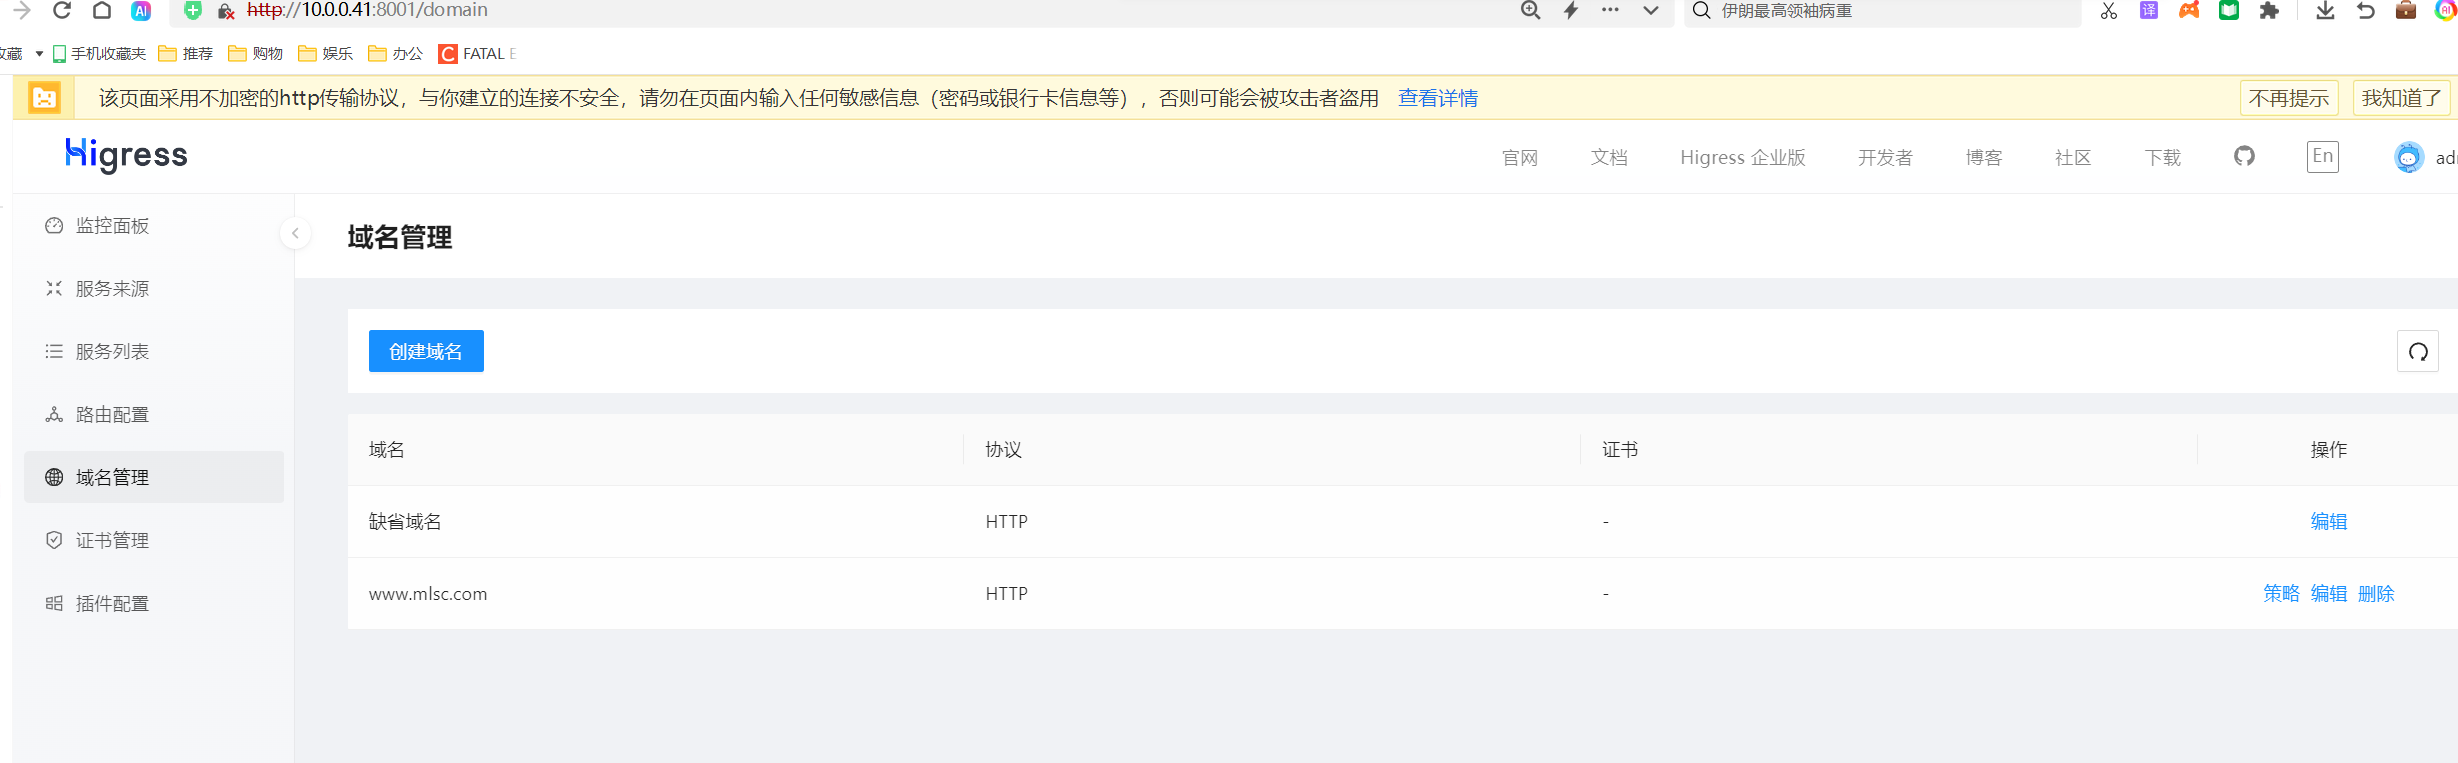 http://10.0.0.41:8001/domain
伊朗最高领袖病重
译
收藏 手机收藏夹 推荐 购物 娱乐 办公 C FATAL E
该页面采用不加密的http传输协议，与你建立的连接不安全，请勿在页面内输入任何敏感信息（密码或银行卡信息等），否则可能会被攻击者盗用 查看详情 不再提示 我知道了
Higress 官网 文档 Higress 企业版 开发者 博客 社区 下载 En
监控面板
域名管理
服务来源
服务列表
创建域名
路由配置
域名 协议 证书 操作
域名管理
缺省域名 HTTP - 编辑
证书管理
www.mlsc.com HTTP - 策略 编辑 删除
插件配置